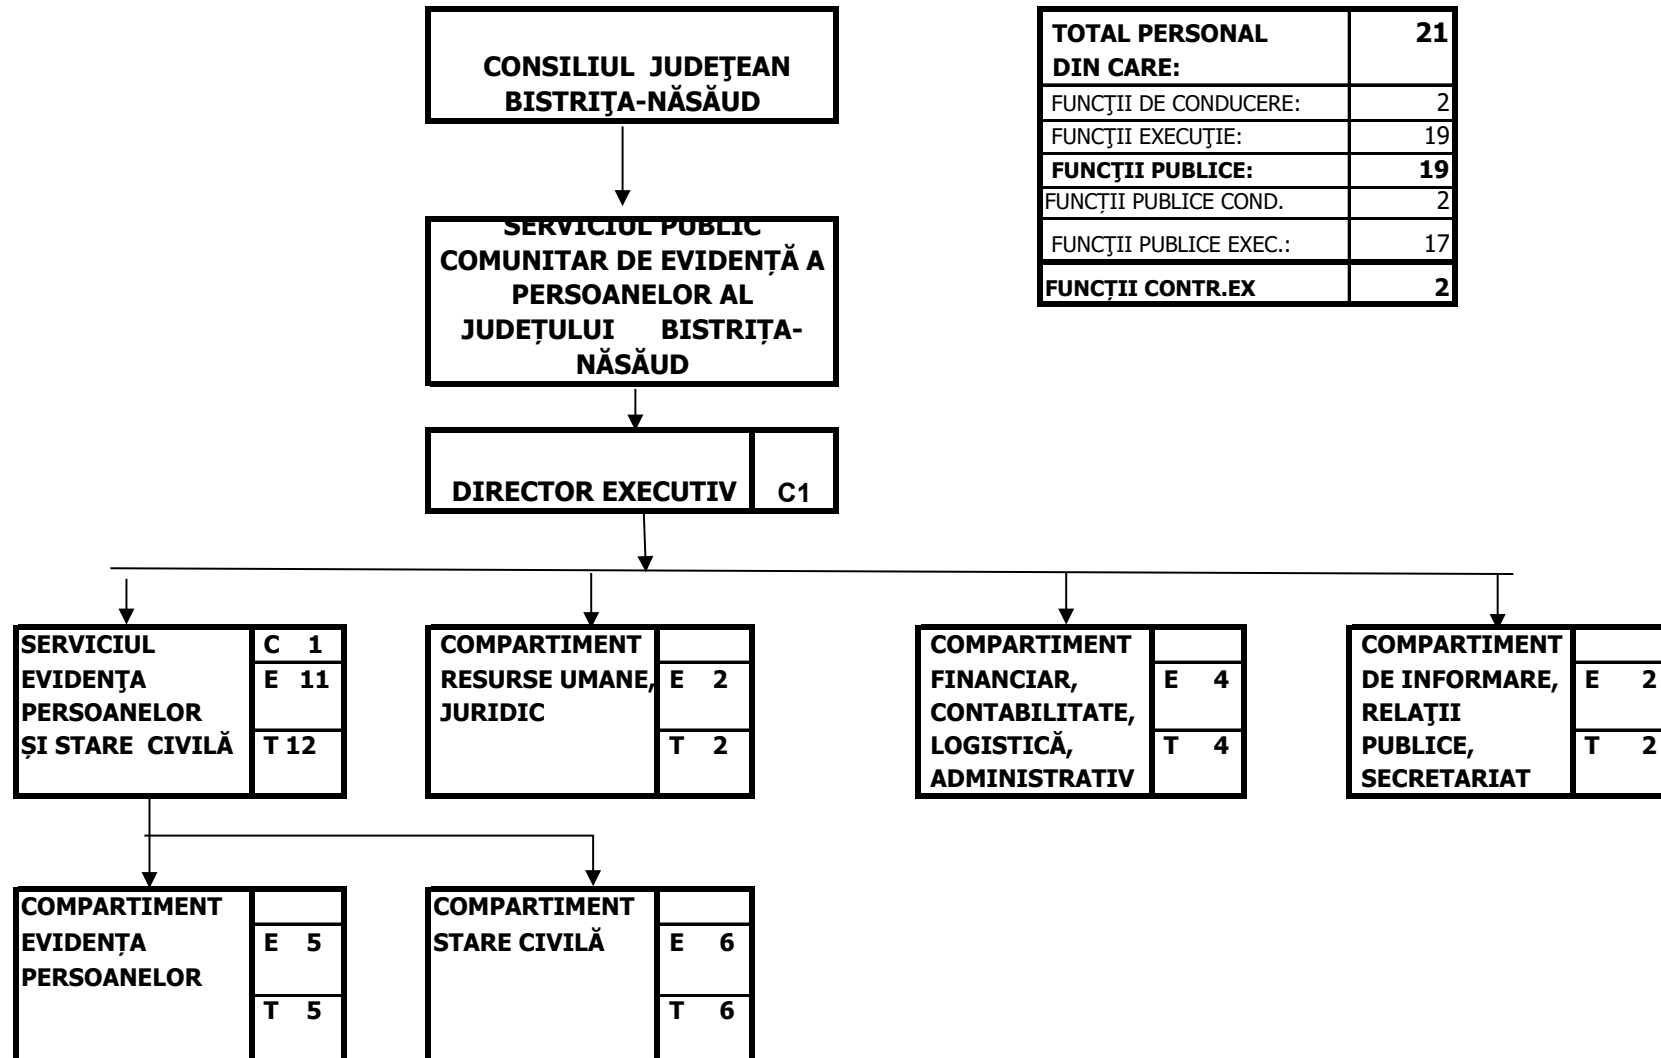 CONSILIUL JUDEŢEAN
BISTRIŢA-NĂSĂUD
TOTAL PERSONAL 21
DIN CARE:
FUNCŢII DE CONDUCERE: 2
FUNCŢII EXECUŢIE: 19
FUNCŢII PUBLICE: 19
FUNCȚII PUBLICE COND. 2
FUNCŢII PUBLICE EXEC.: 17
FUNCȚII CONTR.EX 2
SERVICIUL PUBLIC
COMUNITAR DE EVIDENȚĂ A
PERSOANELOR AL
JUDEȚULUI BISTRIȚA-
NĂSĂUD
DIRECTOR EXECUTIV C1
SERVICIUL C 1
EVIDENŢA E 11
PERSOANELOR
ȘI STARE CIVILĂ T 12
COMPARTIMENT
RESURSE UMANE, E 2
JURIDIC
T 2
COMPARTIMENT
FINANCIAR, E 4
CONTABILITATE,
LOGISTICĂ, T 4
ADMINISTRATIV
COMPARTIMENT
DE INFORMARE, E 2
RELAŢII
PUBLICE, T 2
SECRETARIAT
COMPARTIMENT
EVIDENȚA E 5
PERSOANELOR
T 5
COMPARTIMENT
STARE CIVILĂ E 6
T 6